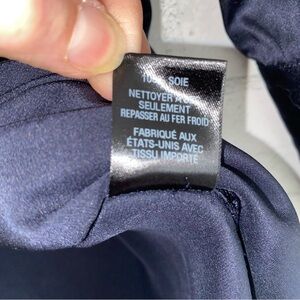 SOIE
NETTOYER À
SEULEMENT
REPASSER AU FER FROID
FABRIQUÉ AUX
ÉTATS-UNIS AVEC
TISSU IMPORTÉ